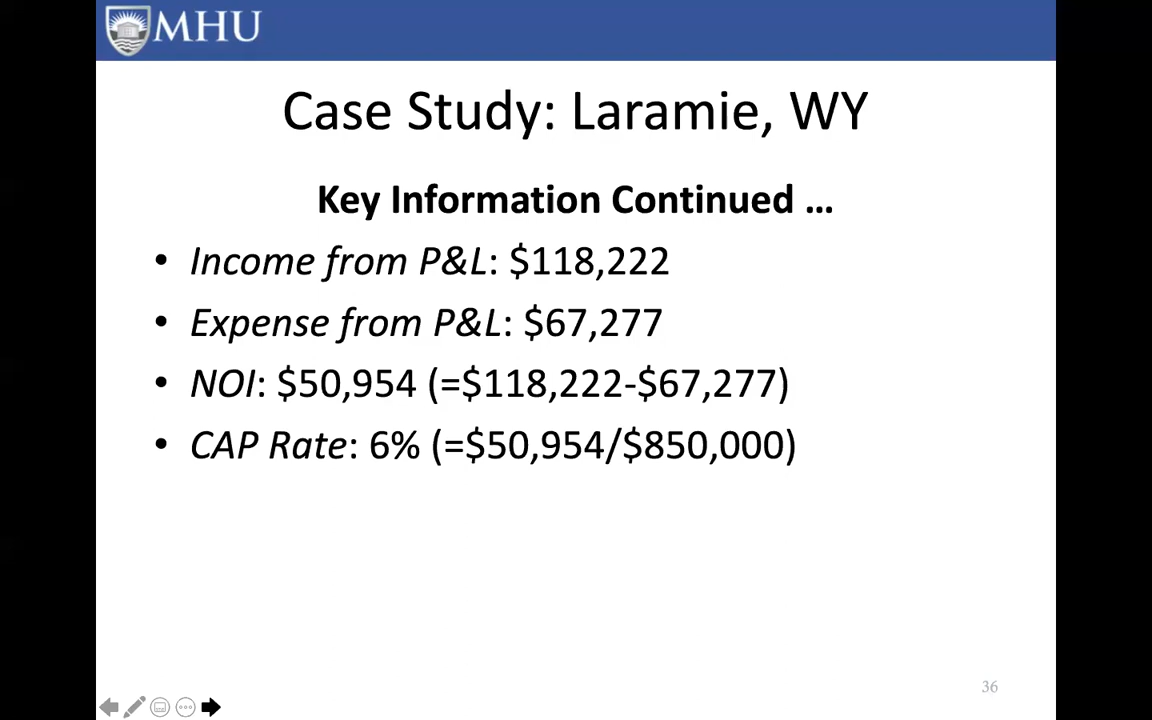 MHU
Case Study: Laramie, WY
Key Information Continued ...
• Income from P&L: $118,222
• Expense from P&L: $67,277
• NOI: $50,954 (=$118,222-$67,277)
• CAP Rate: 6% (=$50,954/$850,000)
36